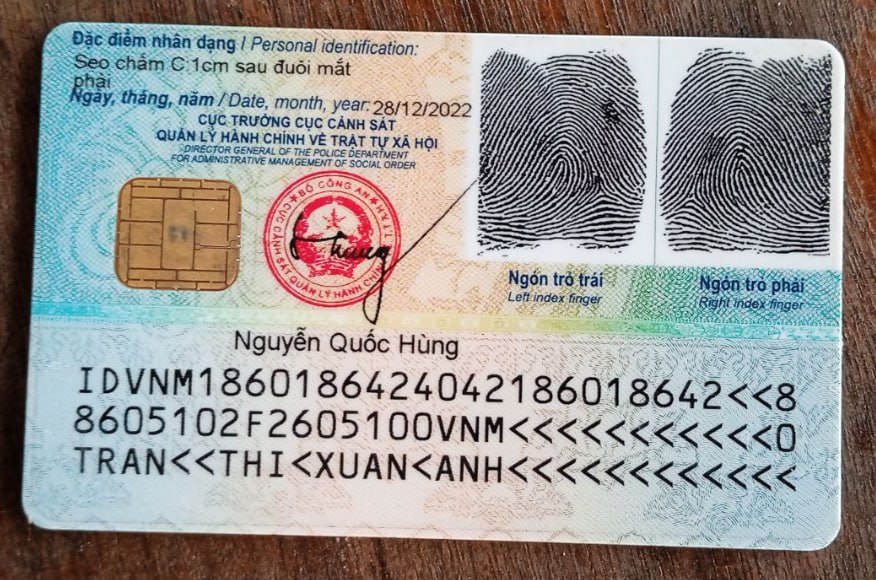 Đặc điểm nhân dạng / Personal identification:
Sẹo chấm C.1cm sau đuôi mắt
phải
Ngày, tháng, năm / Date, month, year: 28/12/2022
CỤC TRƯỞNG CỤC CẢNH SÁT
QUẢN LÝ HÀNH CHÍNH VỀ TRẬT TỰ XÃ HỘI
DIRECTOR GENERAL OF THE POLICE DEPARTMENT
FOR ADMINISTRATIVE MANAGEMENT OF SOCIAL ORDER
BỘ CÔNG AN
CỤC CẢNH SÁT QUẢN LÝ HÀNH CHÍNH
Ngón trỏ trái
Left index finger
Ngón trỏ phải
Right index finger
Nguyễn Quốc Hùng
IDVNM1860186424042186018642<<8
8605102F2605100VNM<<<<<<<<<<<0
TRAN<<THI<XUAN<ANH<<<<<<<<<<<<